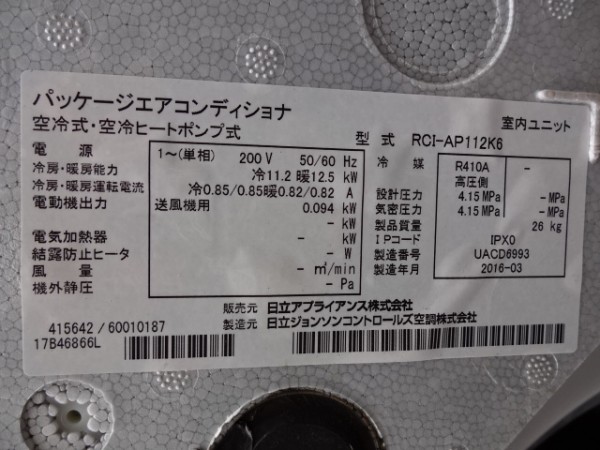 パッケージエアコンディショナ
空冷式・空冷ヒートポンプ式
型 式 RCI-AP112K6 室内ユニット
電 源 1～(単相) 200 V 50/60 Hz
冷房・暖房能力 冷11.2 暖12.5 kW
冷房・暖房運転電流 冷0.85/0.85暖0.82/0.82 A
電動機出力 送風機用 0.094 kW
－ kW
電気加熱器 － kW
結露防止ヒータ － W
風 量 － m³/min
機外静圧 － Pa
冷 媒 R410A －
高圧側
設計圧力 4.15 MPa －MPa
気密圧力 4.15 MPa －MPa
製品質量 26 kg
IPコード IPX0
製造番号 UACD6993
製造年月 2016-03
販売元 日立アプライアンス株式会社
製造元 日立ジョンソンコントロールズ空調株式会社
415642 / 60010187
17B46866L